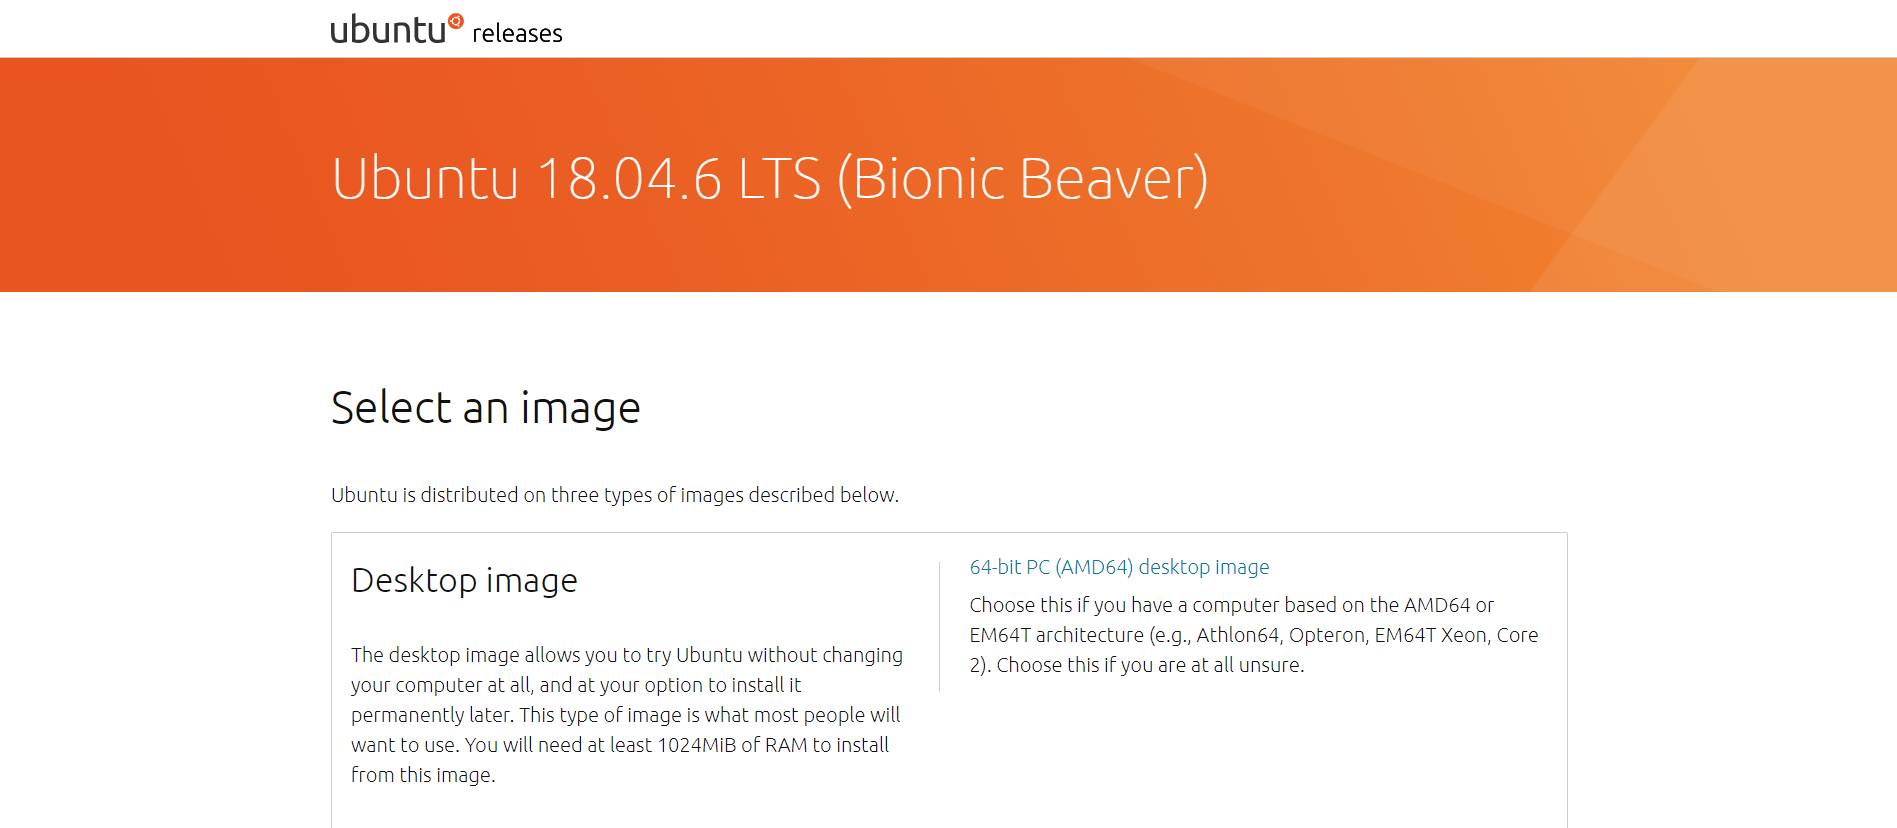 ubuntu releases
Ubuntu 18.04.6 LTS (Bionic Beaver)
Select an image
Ubuntu is distributed on three types of images described below.
Desktop image
The desktop image allows you to try Ubuntu without changing
your computer at all, and at your option to install it
permanently later. This type of image is what most people will
want to use. You will need at least 1024MiB of RAM to install
from this image.
64-bit PC (AMD64) desktop image
Choose this if you have a computer based on the AMD64 or
EM64T architecture (e.g., Athlon64, Opteron, EM64T Xeon, Core
2). Choose this if you are at all unsure.